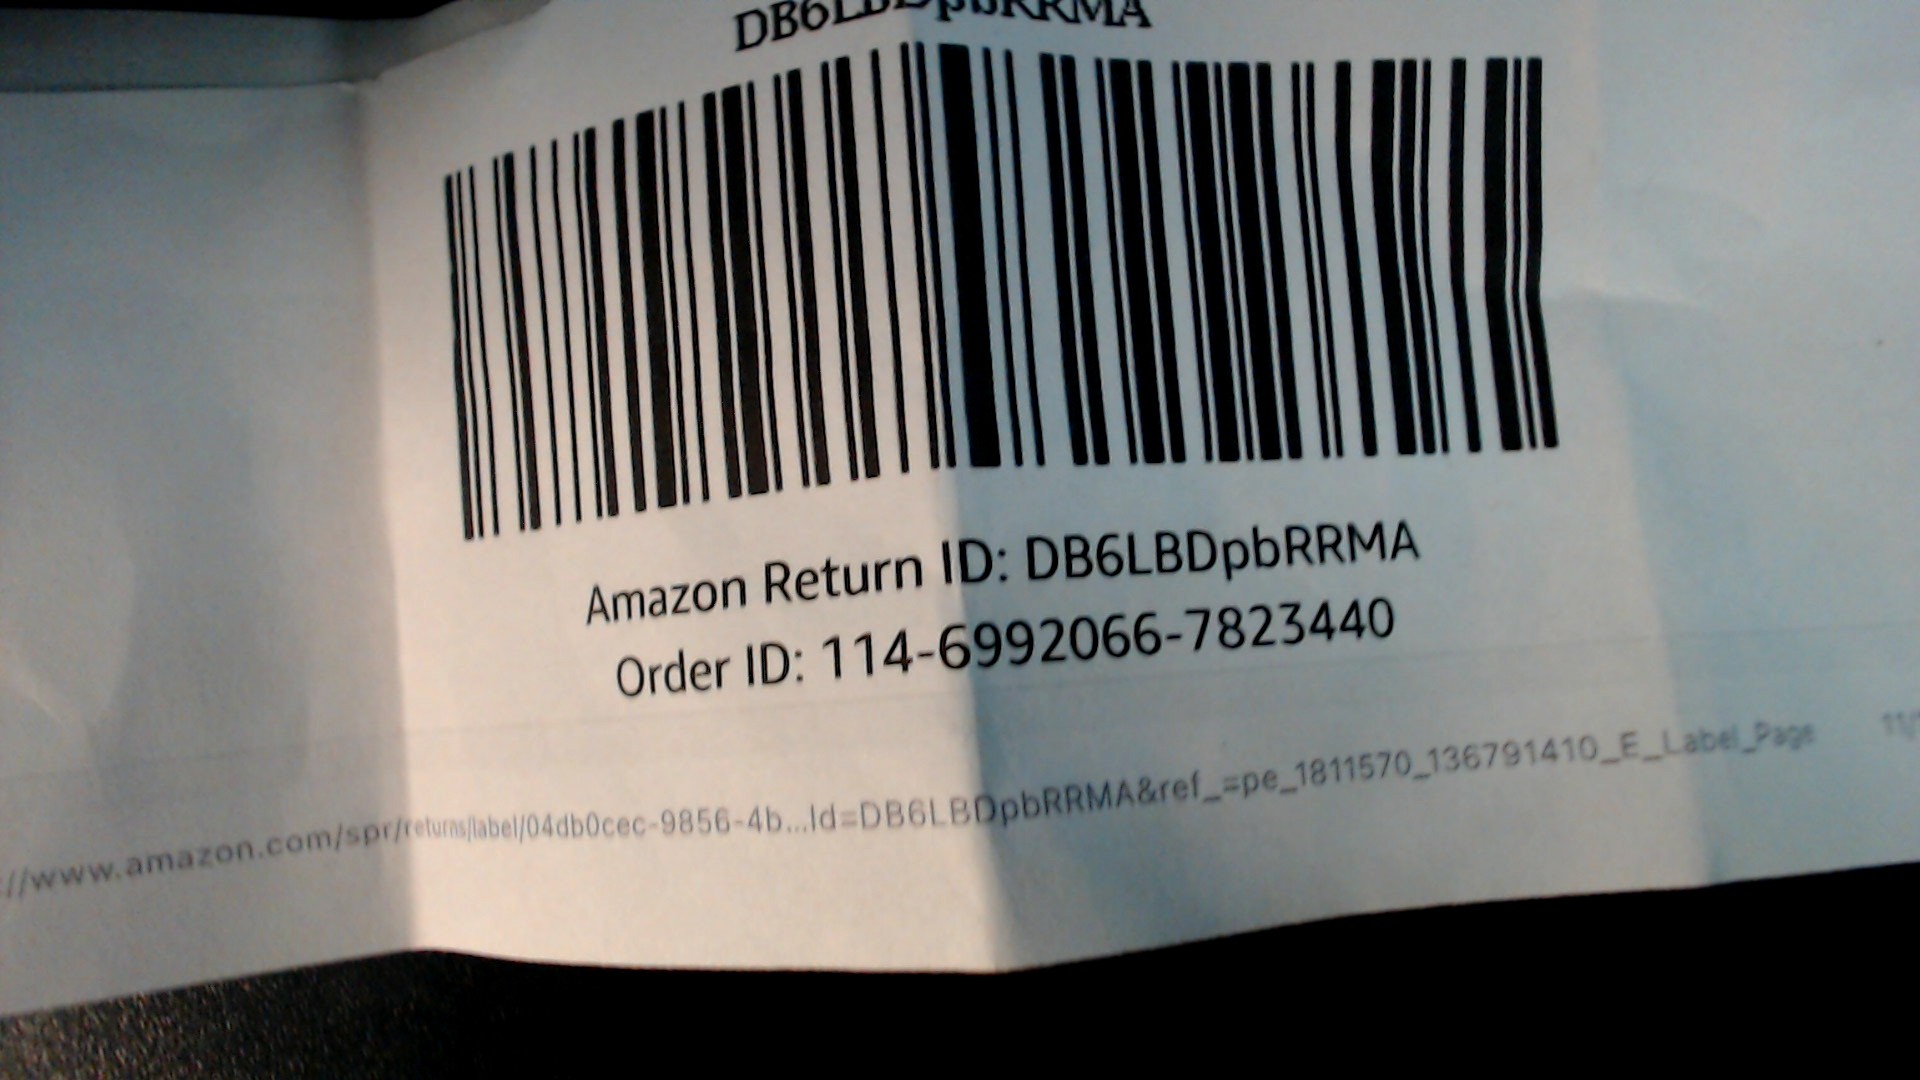 DB6LBDpbRRMA
Amazon Return ID: DB6LBDpbRRMA
Order ID: 114-6992066-7823440
://www.amazon.com/spr/returns/label/04db0cec-9856-4b...Id=DB6LBDpbRRMA&ref_=pe_1811570_136791410_E_Label_Page